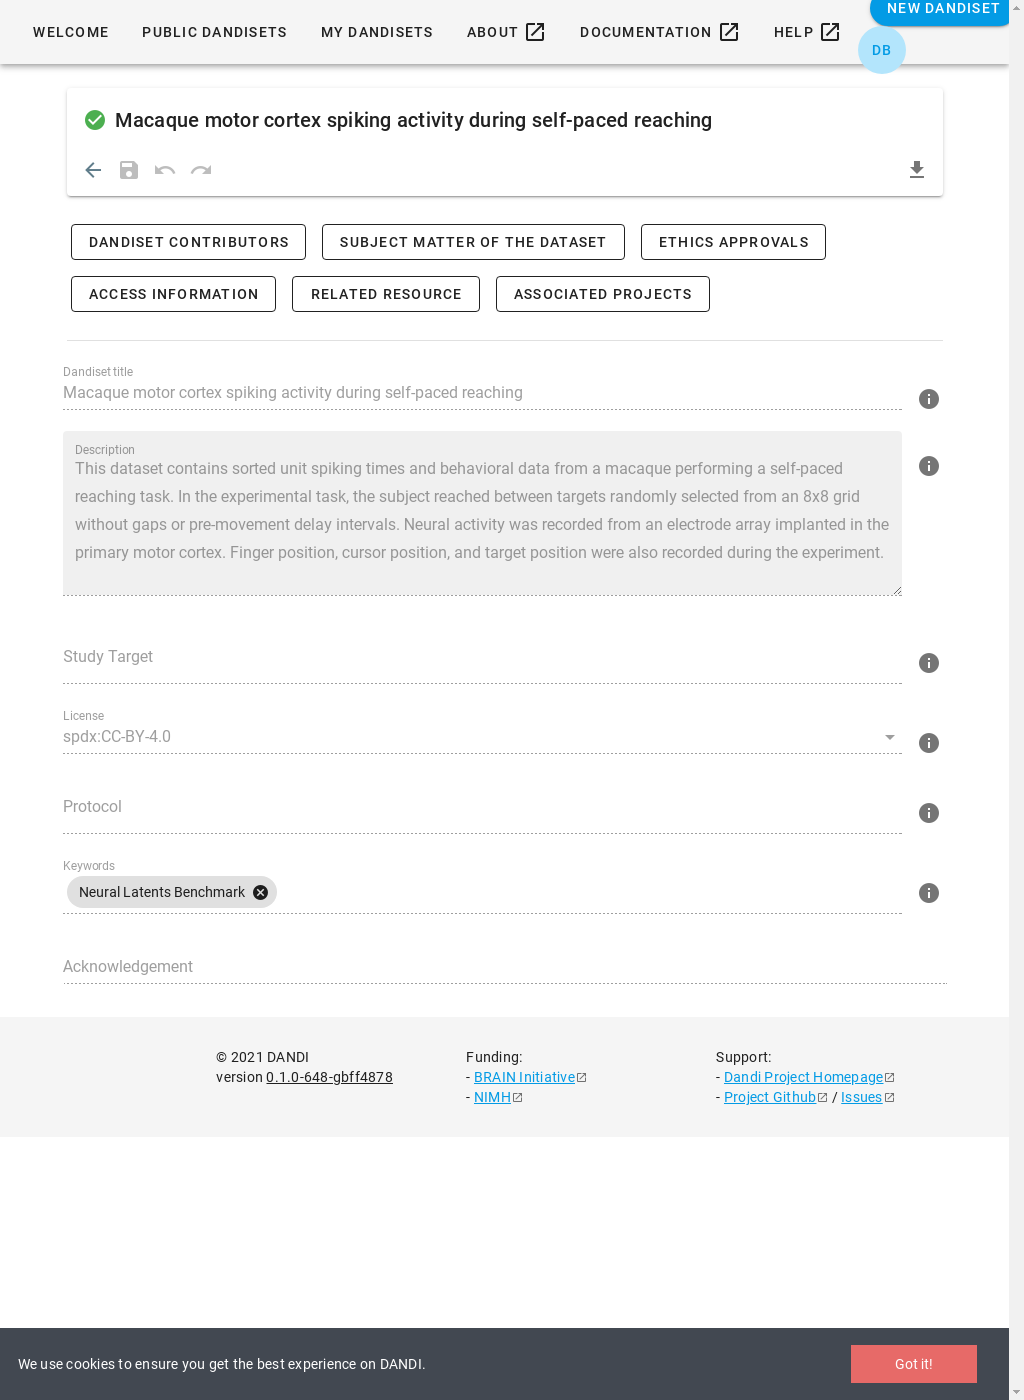 WELCOME
PUBLIC DANDISETS
MY DANDISETS
ABOUT
DOCUMENTATION
HELP
NEW DANDISET
DB
Macaque motor cortex spiking activity during self-paced reaching
DANDISET CONTRIBUTORS
SUBJECT MATTER OF THE DATASET
ETHICS APPROVALS
ACCESS INFORMATION
RELATED RESOURCE
ASSOCIATED PROJECTS
Dandiset title
Macaque motor cortex spiking activity during self-paced reaching
Description
This dataset contains sorted unit spiking times and behavioral data from a macaque performing a self-paced
reaching task. In the experimental task, the subject reached between targets randomly selected from an 8x8 grid
without gaps or pre-movement delay intervals. Neural activity was recorded from an electrode array implanted in the
primary motor cortex. Finger position, cursor position, and target position were also recorded during the experiment.
Study Target
License
spdx:CC-BY-4.0
Protocol
Keywords
Neural Latents Benchmark
Acknowledgement
© 2021 DANDI
version 0.1.0-648-gbff4878
Funding:
- BRAIN Initiative
- NIMH
Support:
- Dandi Project Homepage
- Project Github / Issues
We use cookies to ensure you get the best experience on DANDI.
Got it!